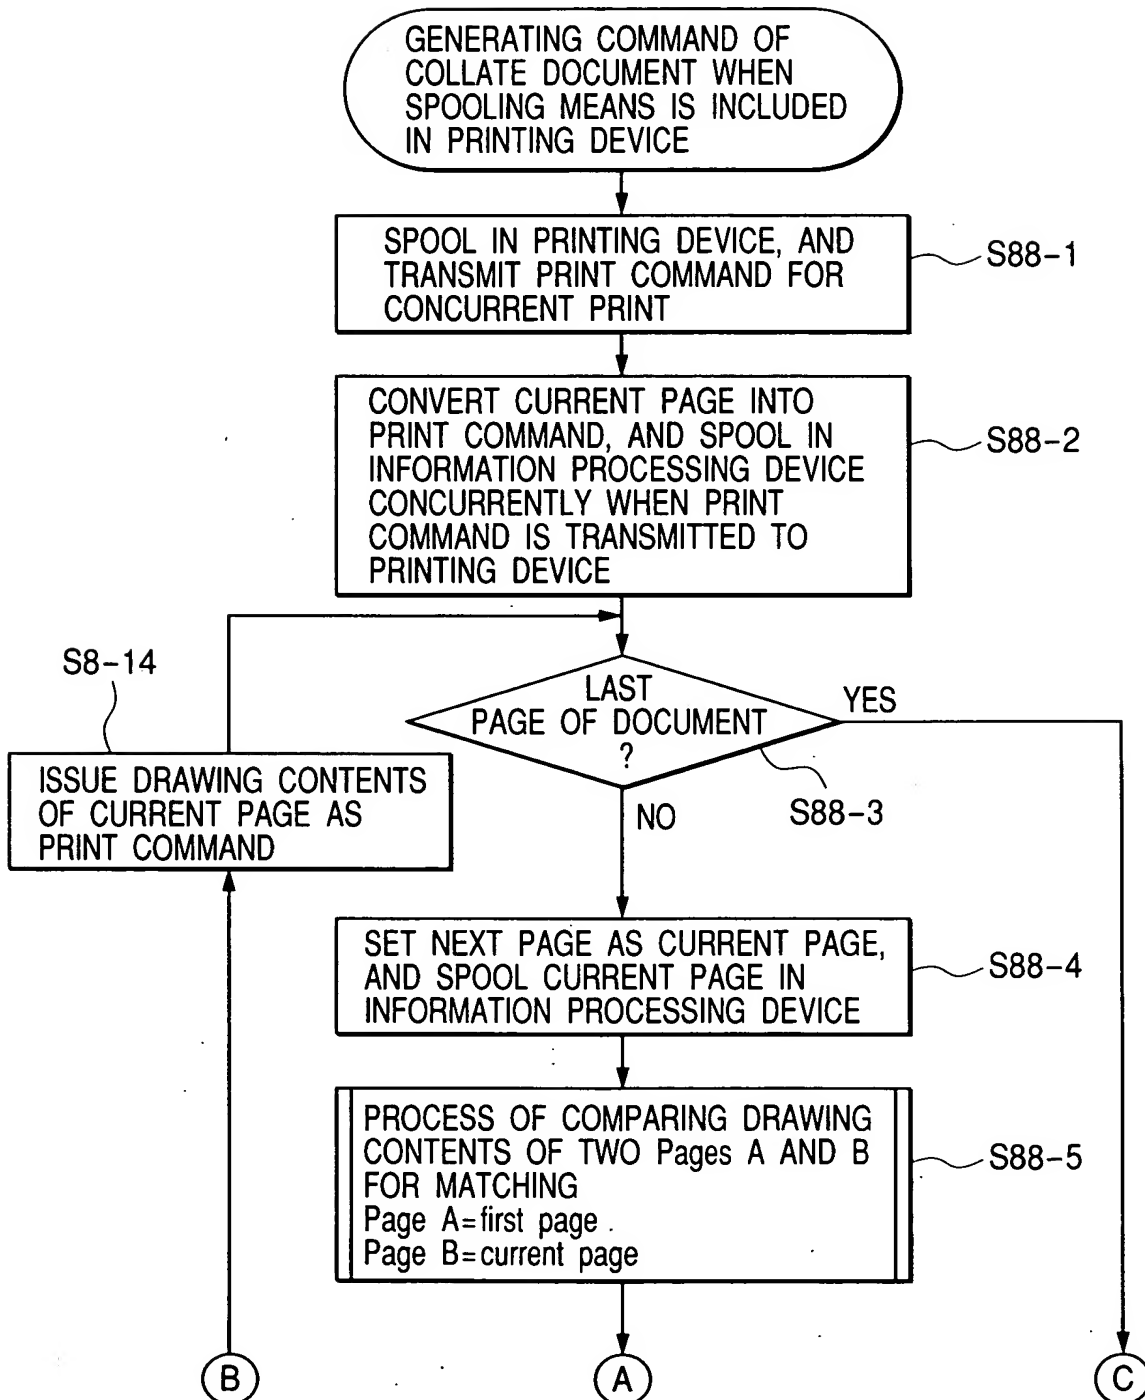 GENERATING COMMAND OF
COLLATE DOCUMENT WHEN
SPOOLING MEANS IS INCLUDED
IN PRINTING DEVICE
SPOOL IN PRINTING DEVICE, AND
TRANSMIT PRINT COMMAND FOR
CONCURRENT PRINT
S88-1
CONVERT CURRENT PAGE INTO
PRINT COMMAND, AND SPOOL IN
INFORMATION PROCESSING DEVICE
CONCURRENTLY WHEN PRINT
COMMAND IS TRANSMITTED TO
PRINTING DEVICE
S88-2
S8-14
LAST
PAGE OF DOCUMENT
?
YES
S88-3
NO
ISSUE DRAWING CONTENTS
OF CURRENT PAGE AS
PRINT COMMAND
SET NEXT PAGE AS CURRENT PAGE,
AND SPOOL CURRENT PAGE IN
INFORMATION PROCESSING DEVICE
S88-4
PROCESS OF COMPARING DRAWING
CONTENTS OF TWO Pages A AND B
FOR MATCHING
Page A=first page
Page B=current page
S88-5
B
A
C